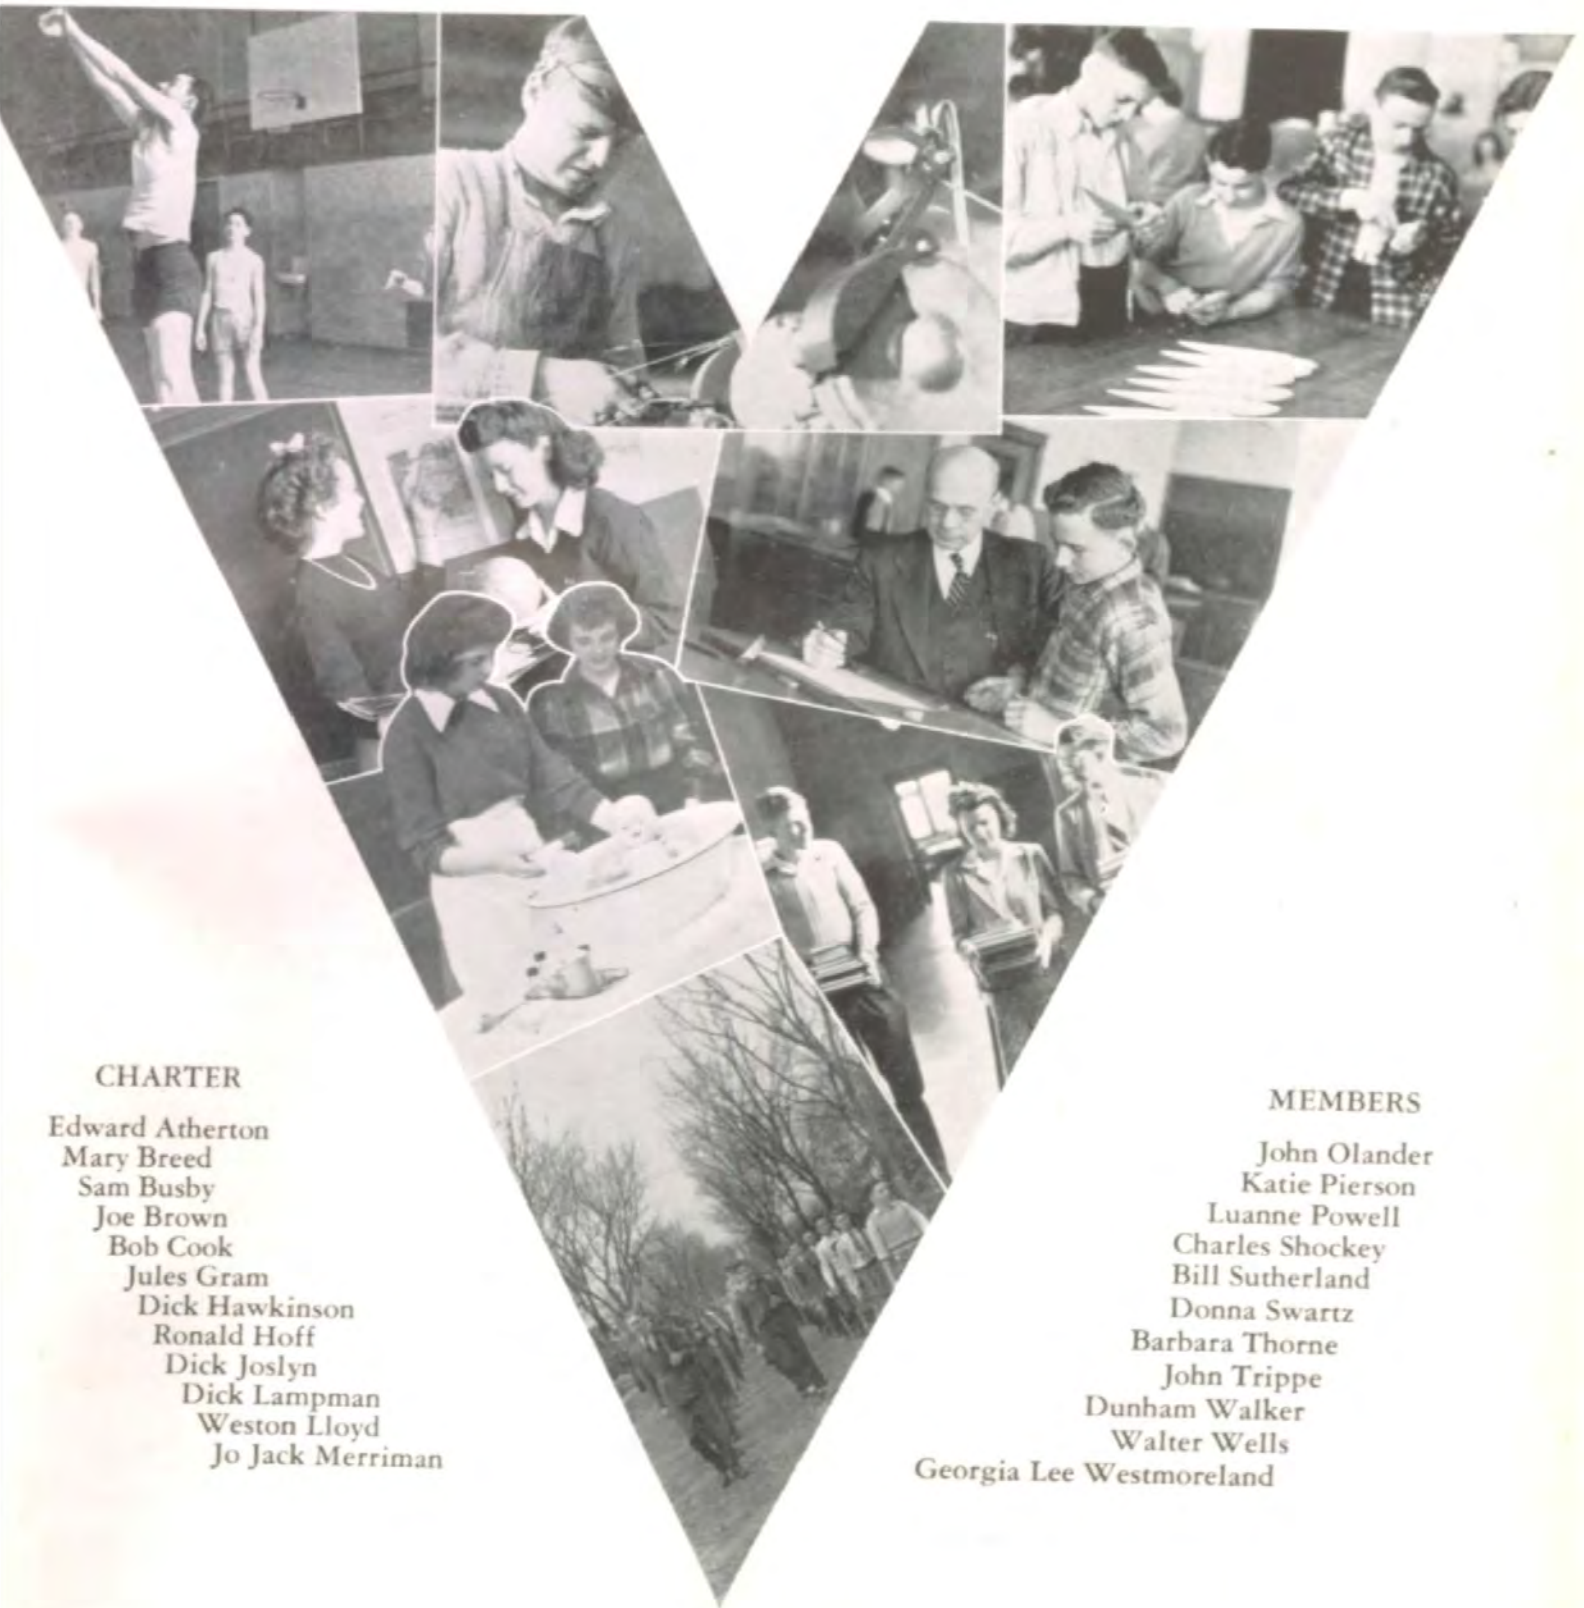 CHARTER
Edward Atherton
Mary Breed
Sam Busby
Joe Brown
Bob Cook
Jules Gram
Dick Hawkinson
Ronald Hoff
Dick Joslyn
Dick Lampman
Weston Lloyd
Jo Jack Merriman
MEMBERS
John Olander
Katie Pierson
Luanne Powell
Charles Shockey
Bill Sutherland
Donna Swartz
Barbara Thorne
John Trippe
Dunham Walker
Walter Wells
Georgia Lee Westmoreland